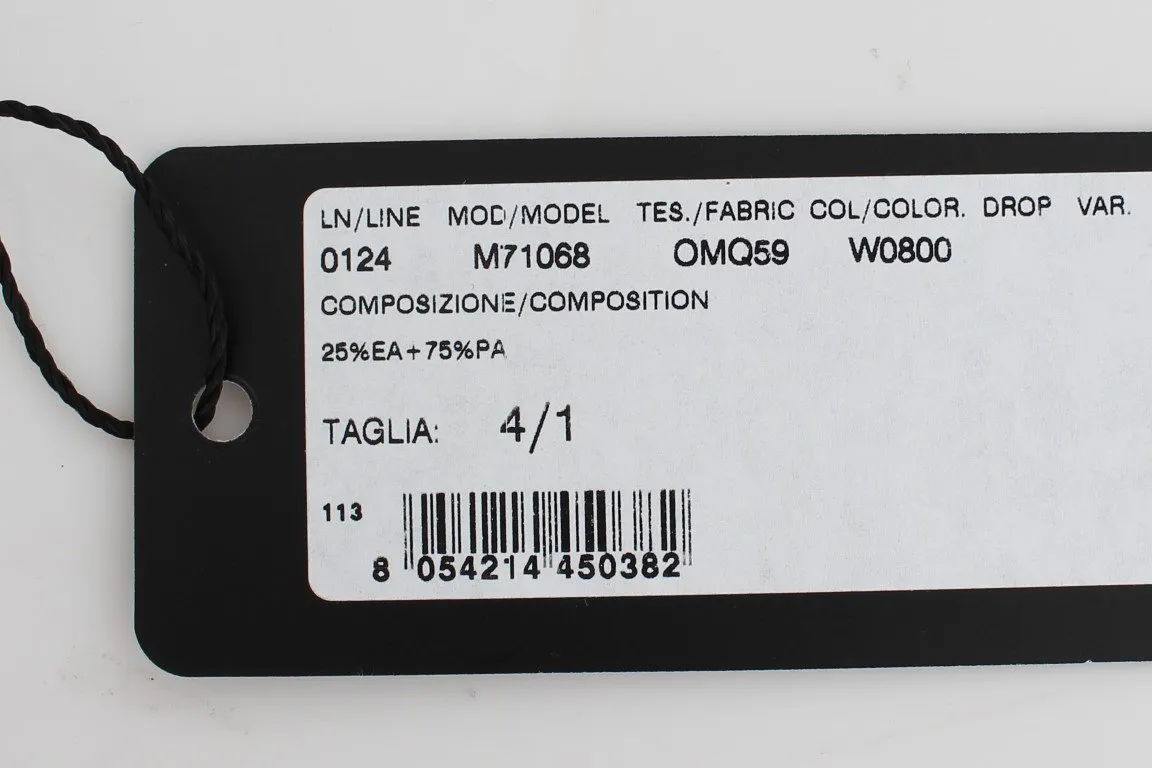 LN/LINE MOD/MODEL TES./FABRIC COL/COLOR. DROP VAR.
0124 M71068 OMQ59 W0800
COMPOSIZIONE/COMPOSITION
25%EA+75%PA
TAGLIA: 4/1
113
8 054214 450382